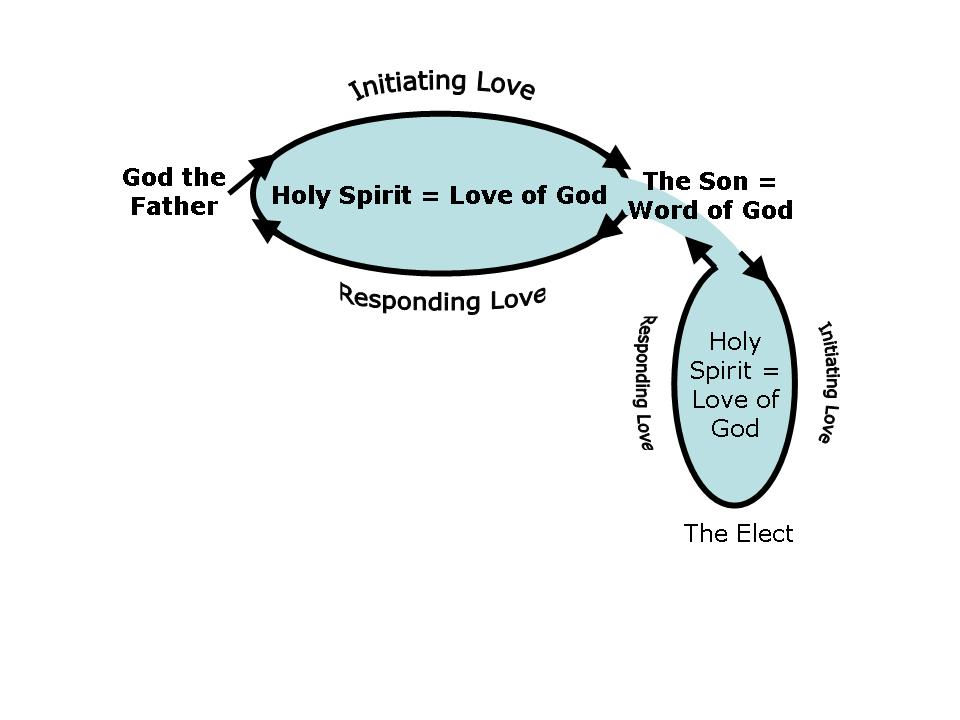 Initiating Love
God the
Father
Holy Spirit = Love of God
The Son =
Word of God
Responding Love
Responding Love
Holy
Spirit =
Love of
God
Initiating Love
The Elect